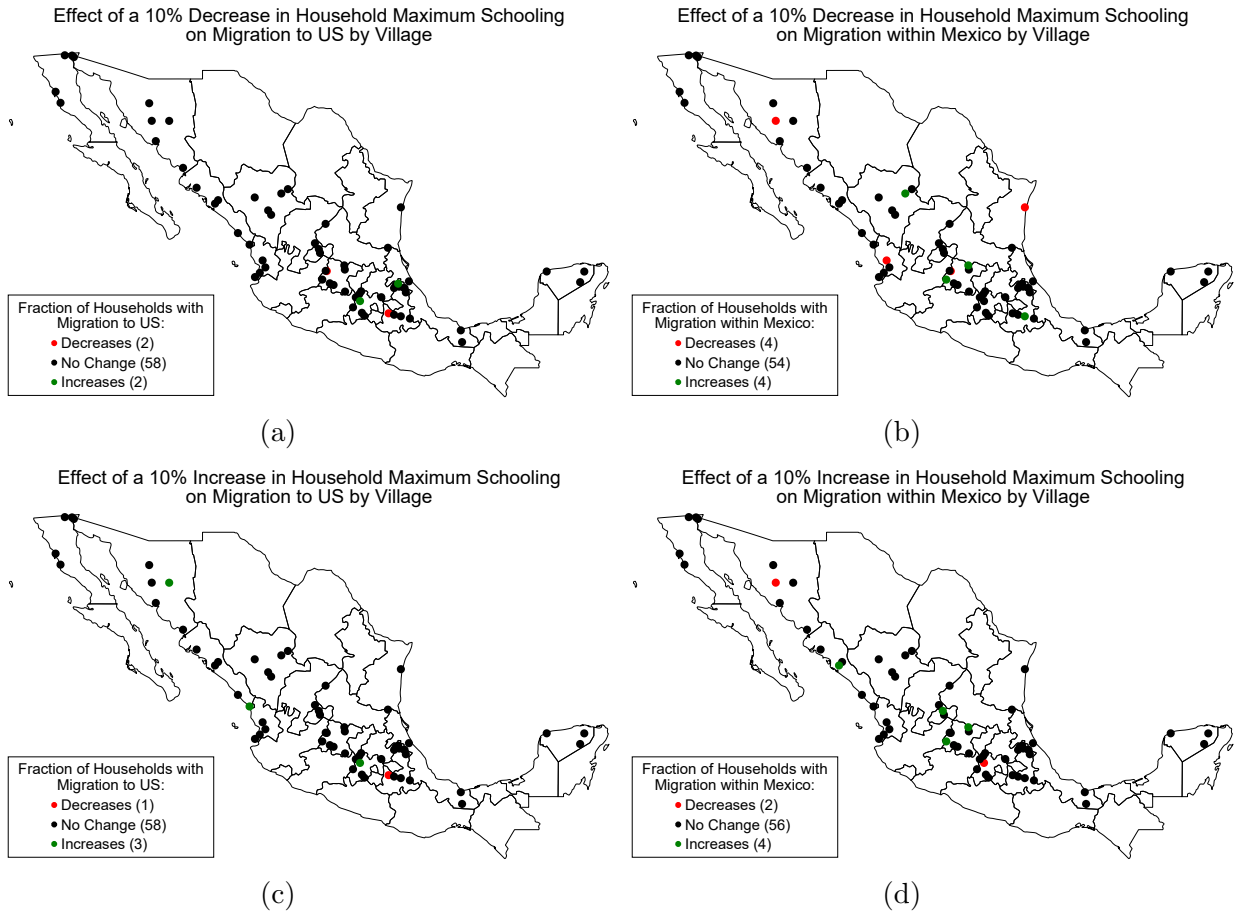 Effect of a 10% Decrease in Household Maximum Schooling
on Migration to US by Village
Fraction of Households with
Migration to US:
Decreases (2)
No Change (58)
Increases (2)
(a)
Effect of a 10% Decrease in Household Maximum Schooling
on Migration within Mexico by Village
Fraction of Households with
Migration within Mexico:
Decreases (4)
No Change (54)
Increases (4)
(b)
Effect of a 10% Increase in Household Maximum Schooling
on Migration to US by Village
Fraction of Households with
Migration to US:
Decreases (1)
No Change (58)
Increases (3)
(c)
Effect of a 10% Increase in Household Maximum Schooling
on Migration within Mexico by Village
Fraction of Households with
Migration within Mexico:
Decreases (2)
No Change (56)
Increases (4)
(d)